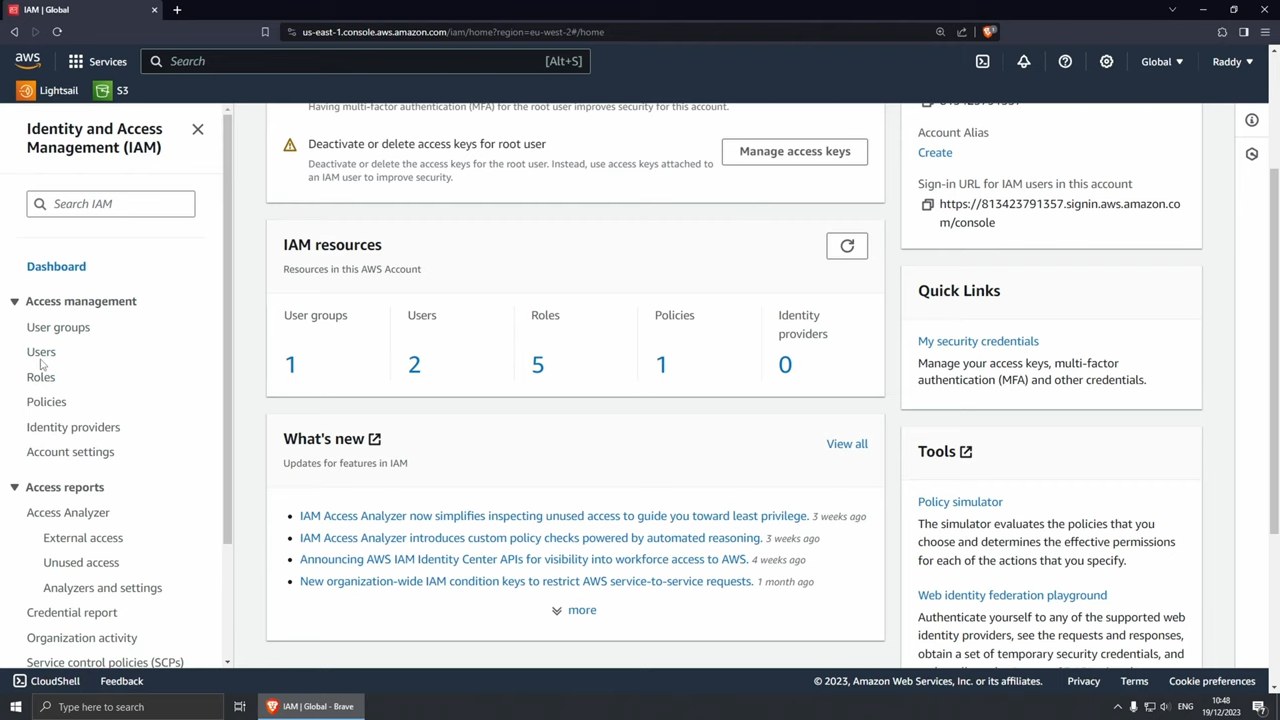 IAM | Global
us-east-1.console.aws.amazon.com/iam/home?region=eu-west-2#/home
aws
Services
Search
[Alt+S]
Global
Raddy
Lightsail
S3
Identity and Access
Management (IAM)
Search IAM
Dashboard
Access management
User groups
Users
Roles
Policies
Identity providers
Account settings
Access reports
Access Analyzer
External access
Unused access
Analyzers and settings
Credential report
Organization activity
Service control policies (SCPs)
Having multi-factor authentication (MFA) for the root user improves security for this account.
Deactivate or delete access keys for root user
Deactivate or delete the access keys for the root user. Instead, use access keys attached to
an IAM user to improve security.
Manage access keys
IAM resources
Resources in this AWS Account
User groups
Users
Roles
Policies
Identity
providers
1
2
5
1
0
What's new
View all
Updates for features in IAM
IAM Access Analyzer now simplifies inspecting unused access to guide you toward least privilege. 3 weeks ago
IAM Access Analyzer introduces custom policy checks powered by automated reasoning. 3 weeks ago
Announcing AWS IAM Identity Center APIs for visibility into workforce access to AWS. 4 weeks ago
New organization-wide IAM condition keys to restrict AWS service-to-service requests. 1 month ago
more
813423791357
Account Alias
Create
Sign-in URL for IAM users in this account
https://813423791357.signin.aws.amazon.co
m/console
Quick Links
My security credentials
Manage your access keys, multi-factor
authentication (MFA) and other credentials.
Tools
Policy simulator
The simulator evaluates the policies that you
choose and determines the effective permissions
for each of the actions that you specify.
Web identity federation playground
Authenticate yourself to any of the supported web
identity providers, see the requests and responses,
obtain a set of temporary security credentials, and
CloudShell
Feedback
© 2023, Amazon Web Services, Inc. or its affiliates.
Privacy
Terms
Cookie preferences
Type here to search
IAM | Global - Brave
ENG
10:48
19/12/2023